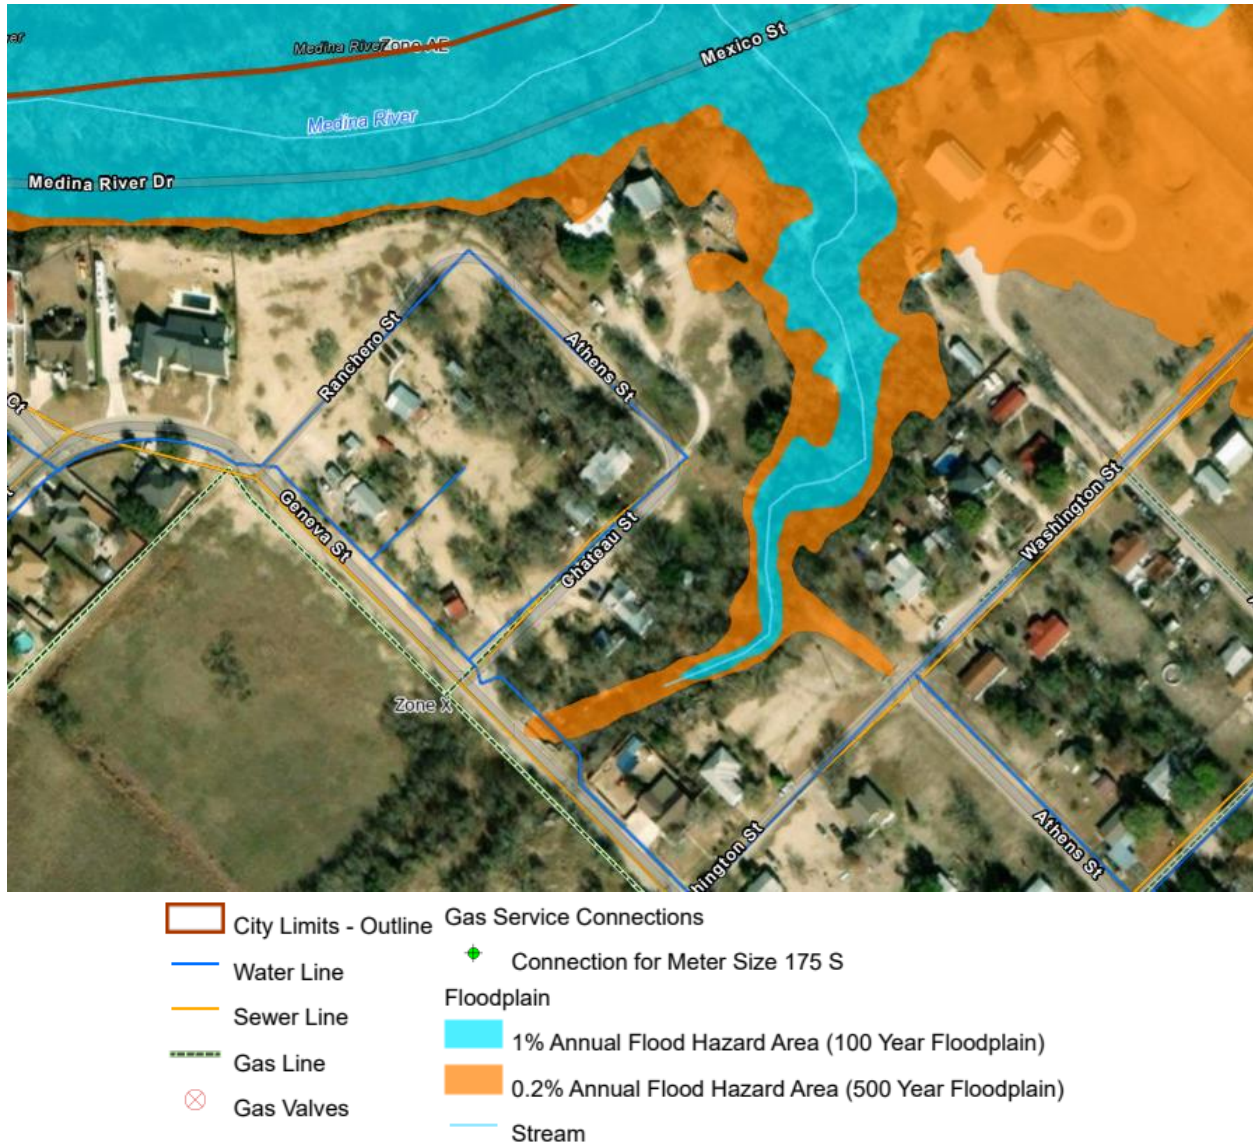 Medina River
Zone AE
Mexico St
Medina River
Medina River Dr
Ranchero St
Athens St
Ct
Geneva St
Chateau St
Washington St
Zone X
hington St
Athens St
City Limits - Outline
Water Line
Sewer Line
Gas Line
Gas Valves
Gas Service Connections
Connection for Meter Size 175 S
Floodplain
1% Annual Flood Hazard Area (100 Year Floodplain)
0.2% Annual Flood Hazard Area (500 Year Floodplain)
Stream